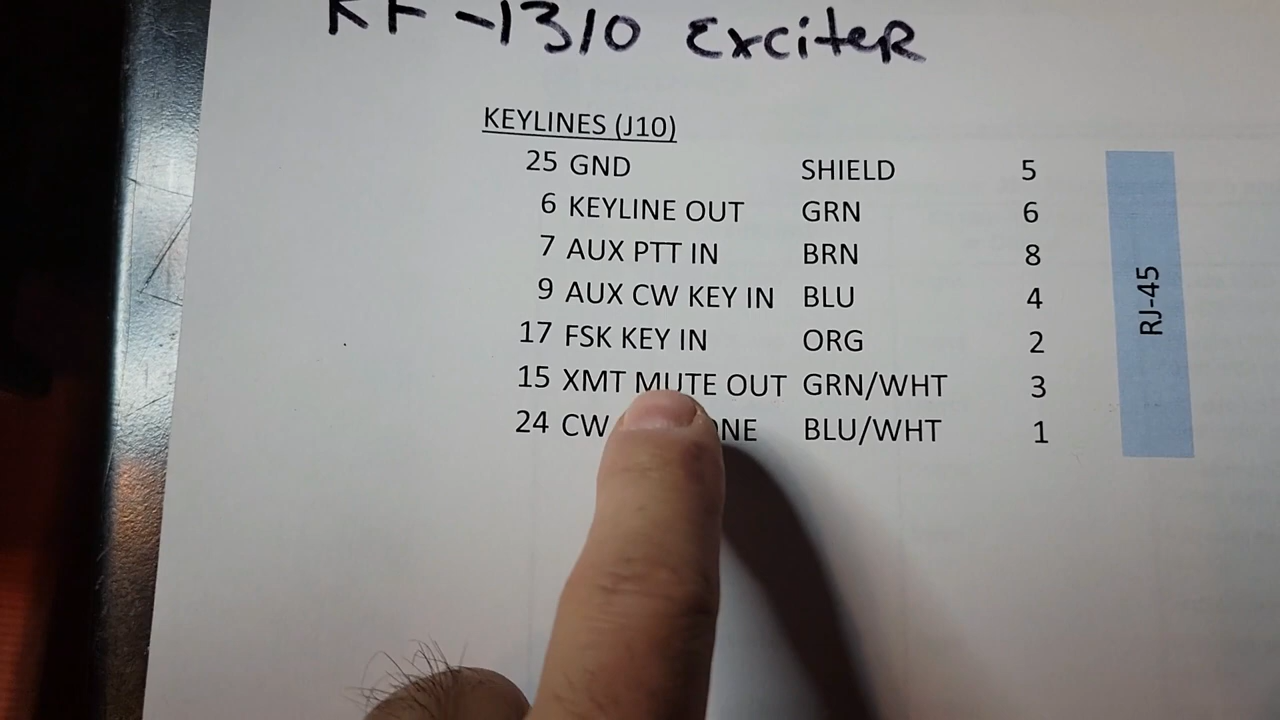 RF-1310 Exciter
KEYLINES (J10)
25 GND SHIELD 5
6 KEYLINE OUT GRN 6
7 AUX PTT IN BRN 8
9 AUX CW KEY IN BLU 4
17 FSK KEY IN ORG 2
15 XMT MUTE OUT GRN/WHT 3
24 CW BLU/WHT 1
RJ-45